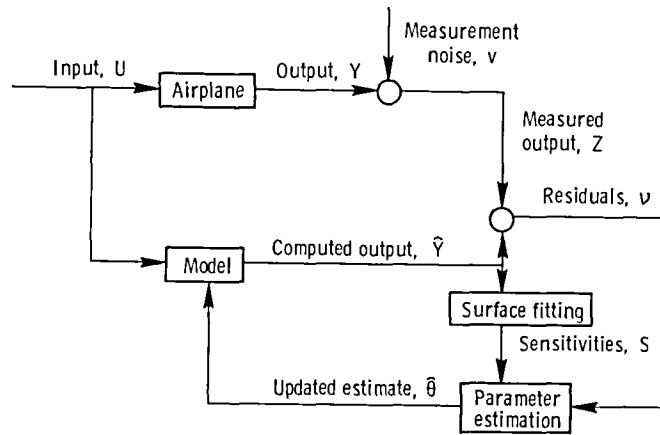 Measurement
noise, v
Input, U
Output, Y
Airplane
Measured
output, Z
Residuals, ν
Computed output, Ŷ
Model
Surface fitting
Sensitivities, S
Updated estimate, θ̂
Parameter
estimation